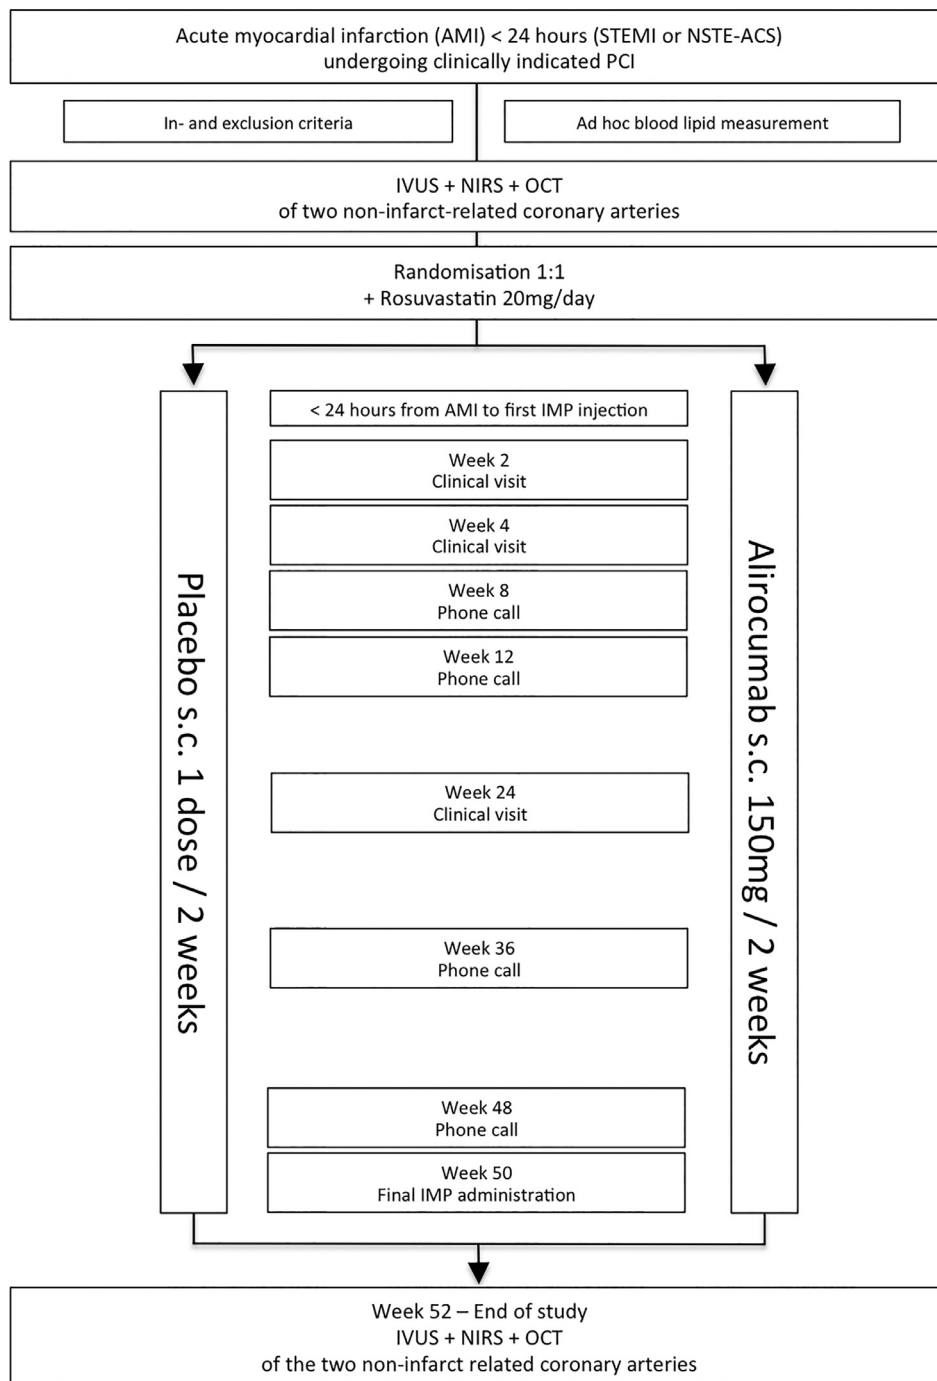 Acute myocardial infarction (AMI) < 24 hours (STEMI or NSTE-ACS)
undergoing clinically indicated PCI
In- and exclusion criteria
Ad hoc blood lipid measurement
IVUS + NIRS + OCT
of two non-infarct-related coronary arteries
Randomisation 1:1
+ Rosuvastatin 20mg/day
Placebo s.c. 1 dose / 2 weeks
< 24 hours from AMI to first IMP injection
Week 2
Clinical visit
Week 4
Clinical visit
Week 8
Phone call
Week 12
Phone call
Week 24
Clinical visit
Week 36
Phone call
Week 48
Phone call
Week 50
Final IMP administration
Alirocumab s.c. 150mg / 2 weeks
Week 52 – End of study
IVUS + NIRS + OCT
of the two non-infarct related coronary arteries